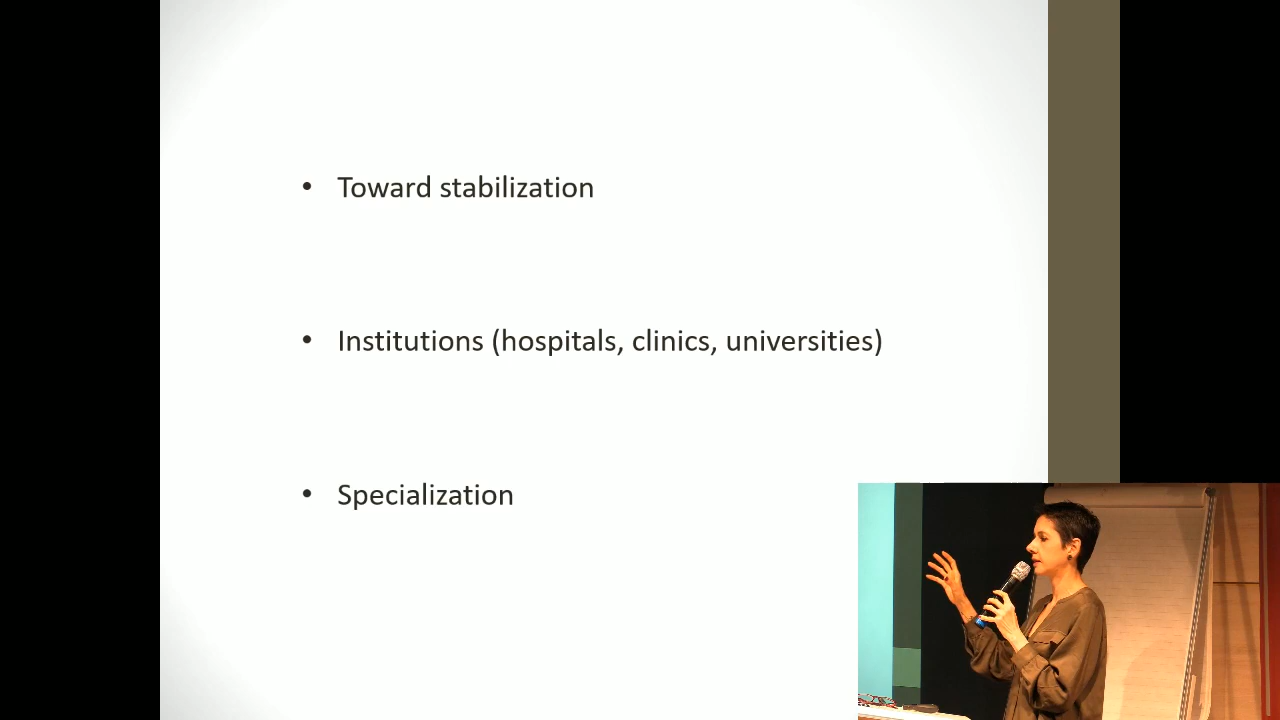 • Toward stabilization
• Institutions (hospitals, clinics, universities)
• Specialization